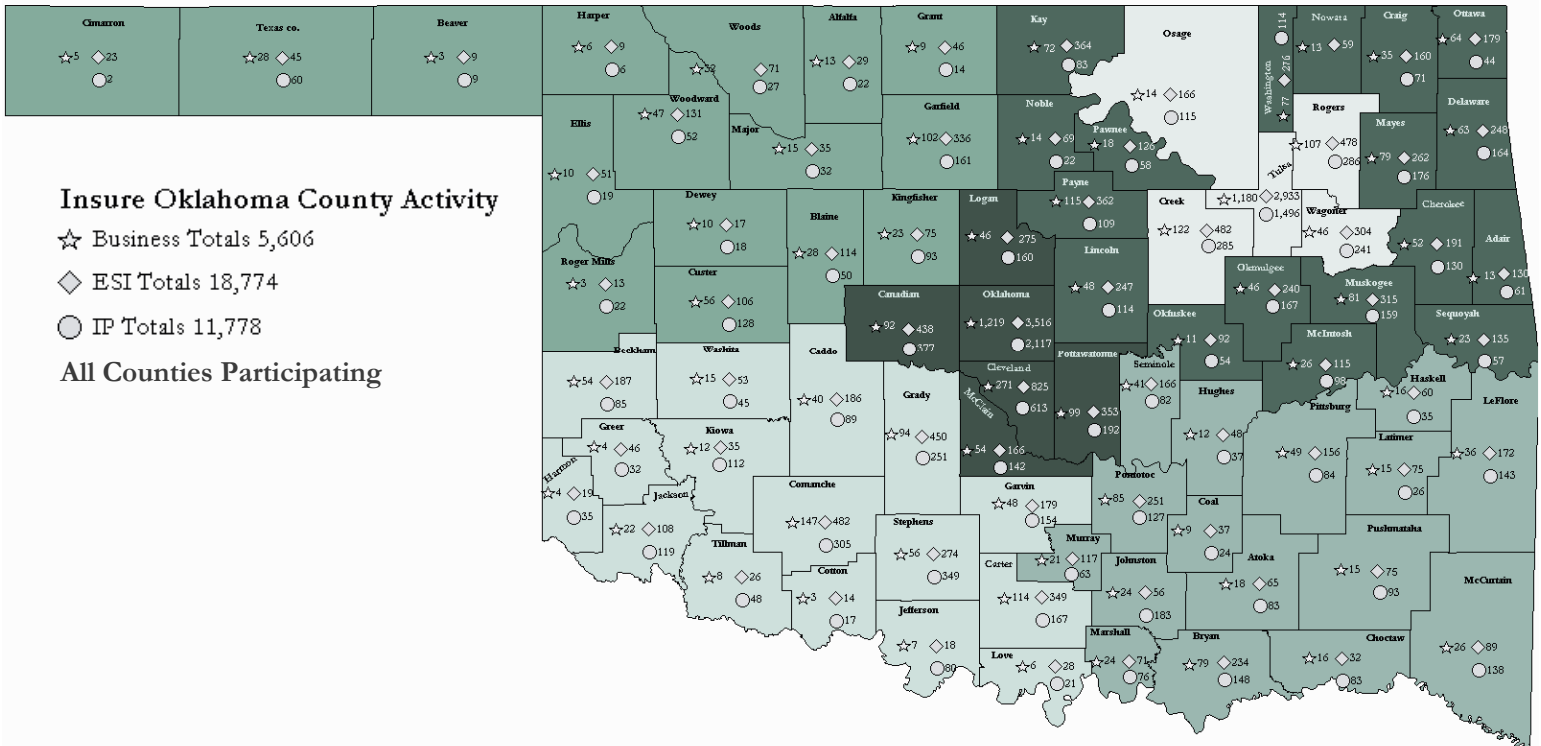 Insure Oklahoma County Activity
Business Totals 5,606
ESI Totals 18,774
IP Totals 11,778
All Counties Participating
Cimarron
5 23
2
Texas co.
28 45
60
Beaver
3 9
9
Harper
6 9
6
Woods
32 71
27
Alfalfa
13 29
22
Grant
9 46
14
Kay
72 364
83
Osage
14 166
115
Washington
77 276 114
Nowata
13 59
Craig
35 160
71
Ottawa
64 179
44
Ellis
10 51
19
Woodward
47 131
52
Major
15 35
32
Garfield
102 336
161
Noble
14 69
22
Pawnee
18 126
58
Rogers
107 478
286
Mayes
79 262
176
Delaware
63 248
164
Tulsa
1,180 2,933
1,496
Roger Mills
3 13
22
Dewey
10 17
18
Custer
56 106
128
Blaine
28 114
50
Kingfisher
23 75
93
Logan
46 275
160
Payne
115 362
109
Creek
122 482
285
Wagoner
46 304
241
Cherokee
52 191
130
Adair
13 130
61
Canadian
92 438
377
Oklahoma
1,219 3,516
2,117
Lincoln
48 247
114
Okmulgee
46 240
167
Muskogee
81 315
159
Okfuskee
11 92
54
McIntosh
26 115
98
Sequoyah
23 135
57
Beckham
54 187
85
Washita
15 53
45
Caddo
40 186
89
Grady
94 450
251
Cleveland
271 825
613
McClain
54 166
142
Pottawatomie
99 353
192
Seminole
41 166
82
Hughes
12 48
37
Pittsburg
49 156
84
Haskell
16 60
35
LeFlore
36 172
143
Latimer
15 75
26
Greer
4 46
32
Kiowa
12 35
112
Harmon
4 19
35
Jackson
22 108
119
Tillman
8 26
48
Comanche
147 482
305
Cotton
3 14
17
Stephens
56 274
349
Jefferson
7 18
80
Garvin
48 179
154
Murray
21 117
63
Carter
114 349
167
Love
6 28
21
Pontotoc
85 251
127
Coal
9 37
24
Johnston
24 56
183
Atoka
18 65
83
Pushmataha
15 75
93
McCurtain
26 89
138
Marshall
24 71
76
Bryan
79 234
148
Choctaw
16 32
83